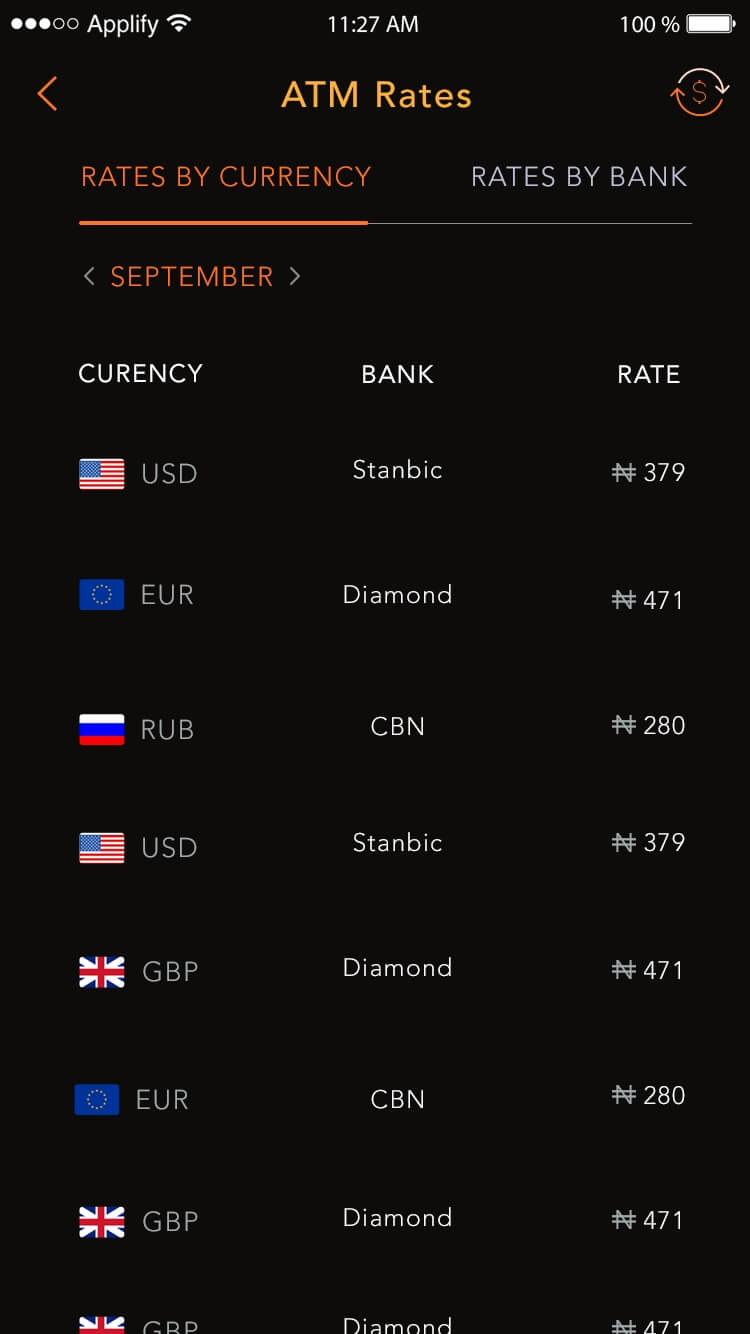 Applify 11:27 AM 100 %
ATM Rates
$
RATES BY CURRENCY RATES BY BANK
< SEPTEMBER >
CURENCY BANK RATE
USD Stanbic ₦ 379
EUR Diamond ₦ 471
RUB CBN ₦ 280
USD Stanbic ₦ 379
GBP Diamond ₦ 471
EUR CBN ₦ 280
GBP Diamond ₦ 471
GBP Diamond ₦ 471